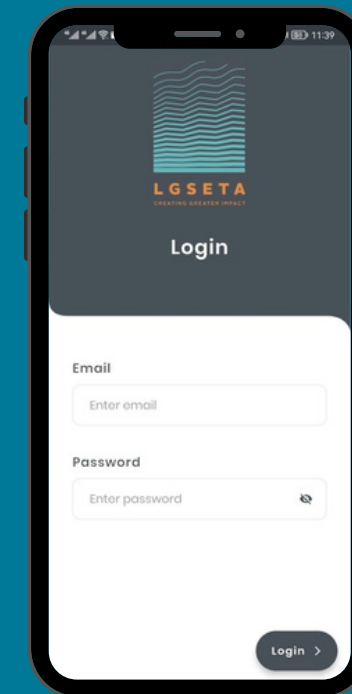 11:39
LGSETA
CREATING GREATER IMPACT
Login
Email
Enter email
Password
Enter password
Login >